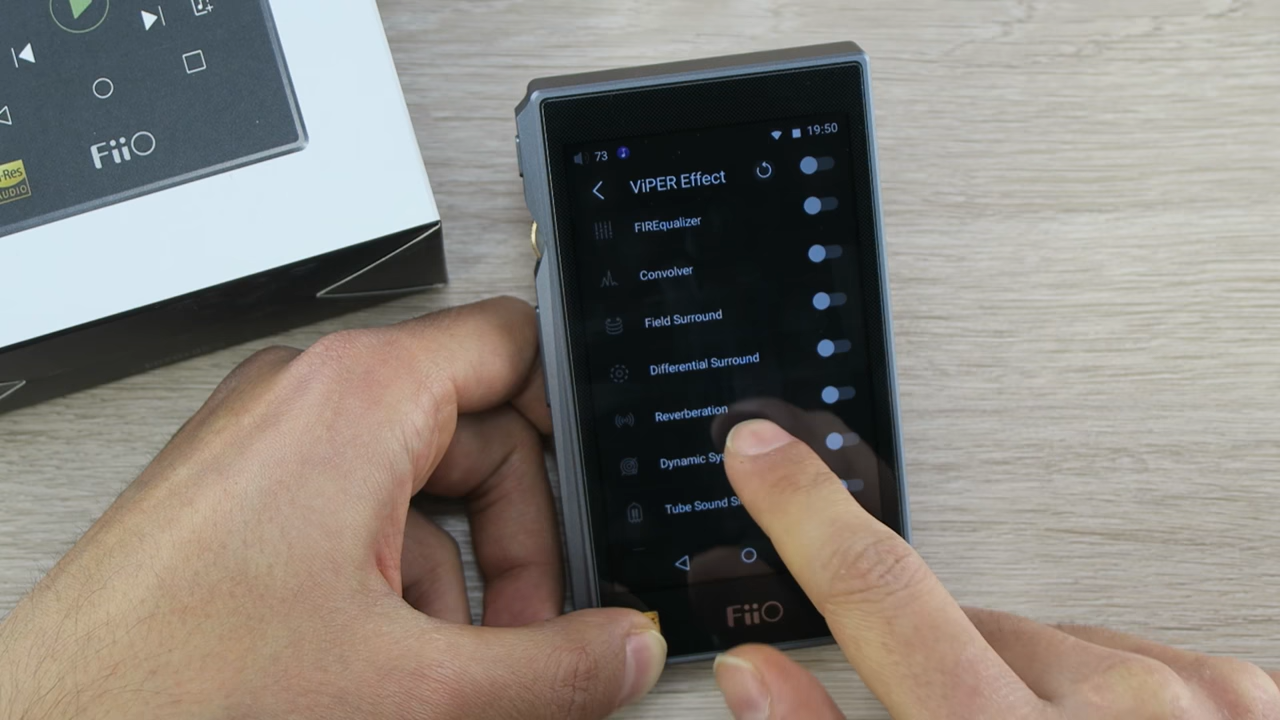 FiiO
-Res
AUDIO
73
19:50
ViPER Effect
FIREqualizer
Convolver
Field Surround
Differential Surround
Reverberation
Dynamic Sy
Tube Sound S
FiiO